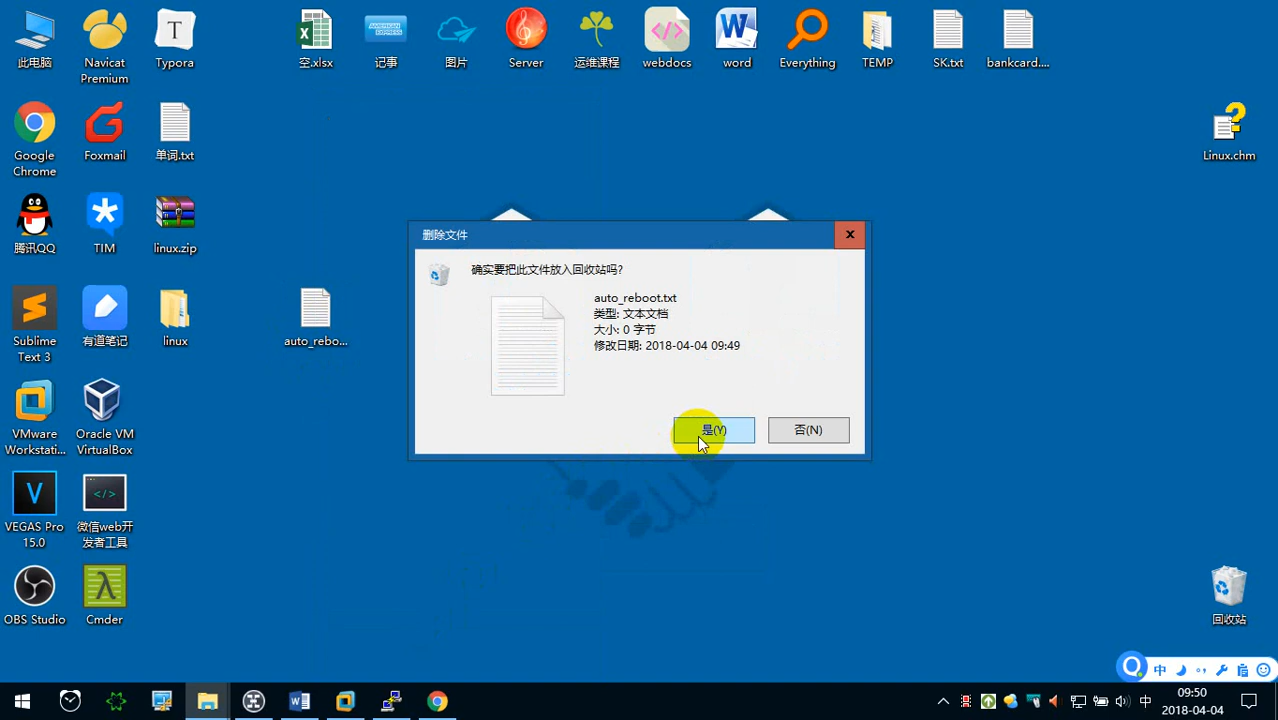 此电脑
Navicat
Premium
Typora
空.xlsx
AMERICAN
EXPRESS
记事
图片
Server
运维课程
webdocs
word
Everything
TEMP
SK.txt
bankcard....
Google
Chrome
Foxmail
单词.txt
Linux.chm
腾讯QQ
TIM
linux.zip
删除文件
确实要把此文件放入回收站吗?
auto_reboot.txt
类型: 文本文档
大小: 0 字节
修改日期: 2018-04-04 09:49
是(Y)
否(N)
Sublime
Text 3
有道笔记
linux
auto_rebo...
VMware
Workstati...
Oracle VM
VirtualBox
VEGAS Pro
15.0
微信web开
发者工具
OBS Studio
Cmder
回收站
中
中
09:50
2018-04-04